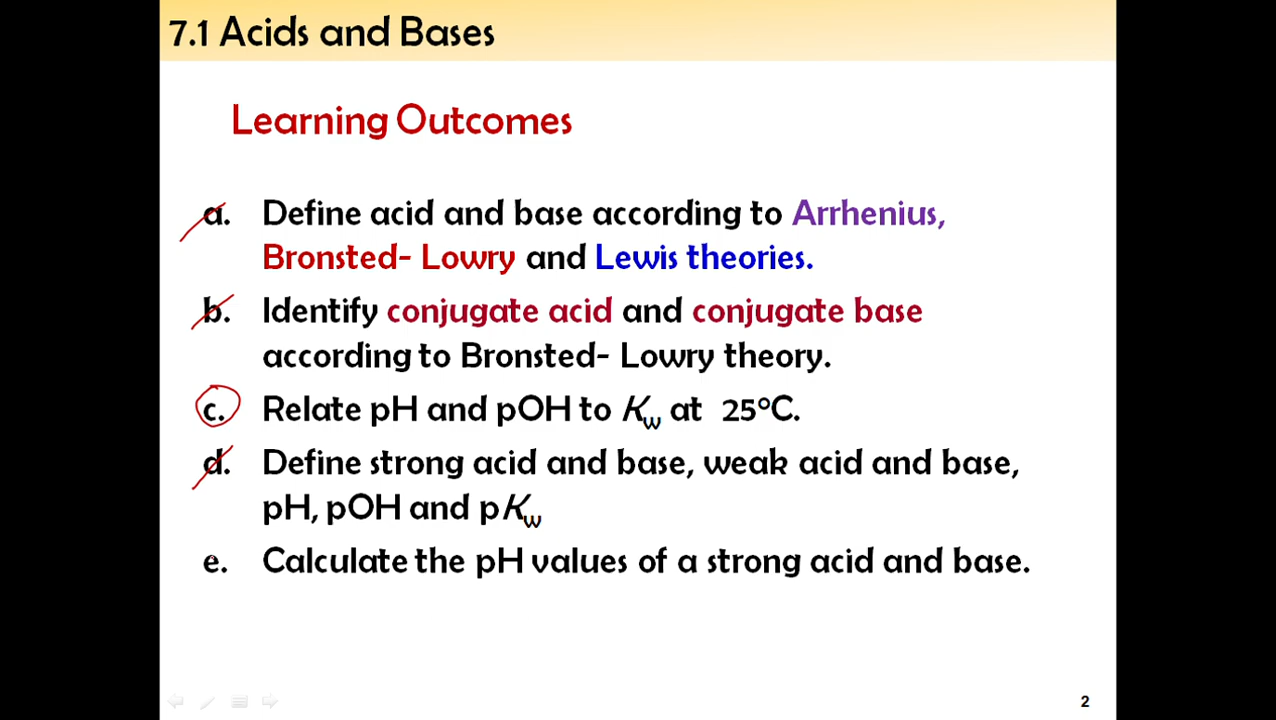 7.1 Acids and Bases
Learning Outcomes
a. Define acid and base according to Arrhenius,
Bronsted- Lowry and Lewis theories.
b. Identify conjugate acid and conjugate base
according to Bronsted- Lowry theory.
c. Relate pH and pOH to Kw at 25°C.
d. Define strong acid and base, weak acid and base,
pH, pOH and pKw
e. Calculate the pH values of a strong acid and base.
2